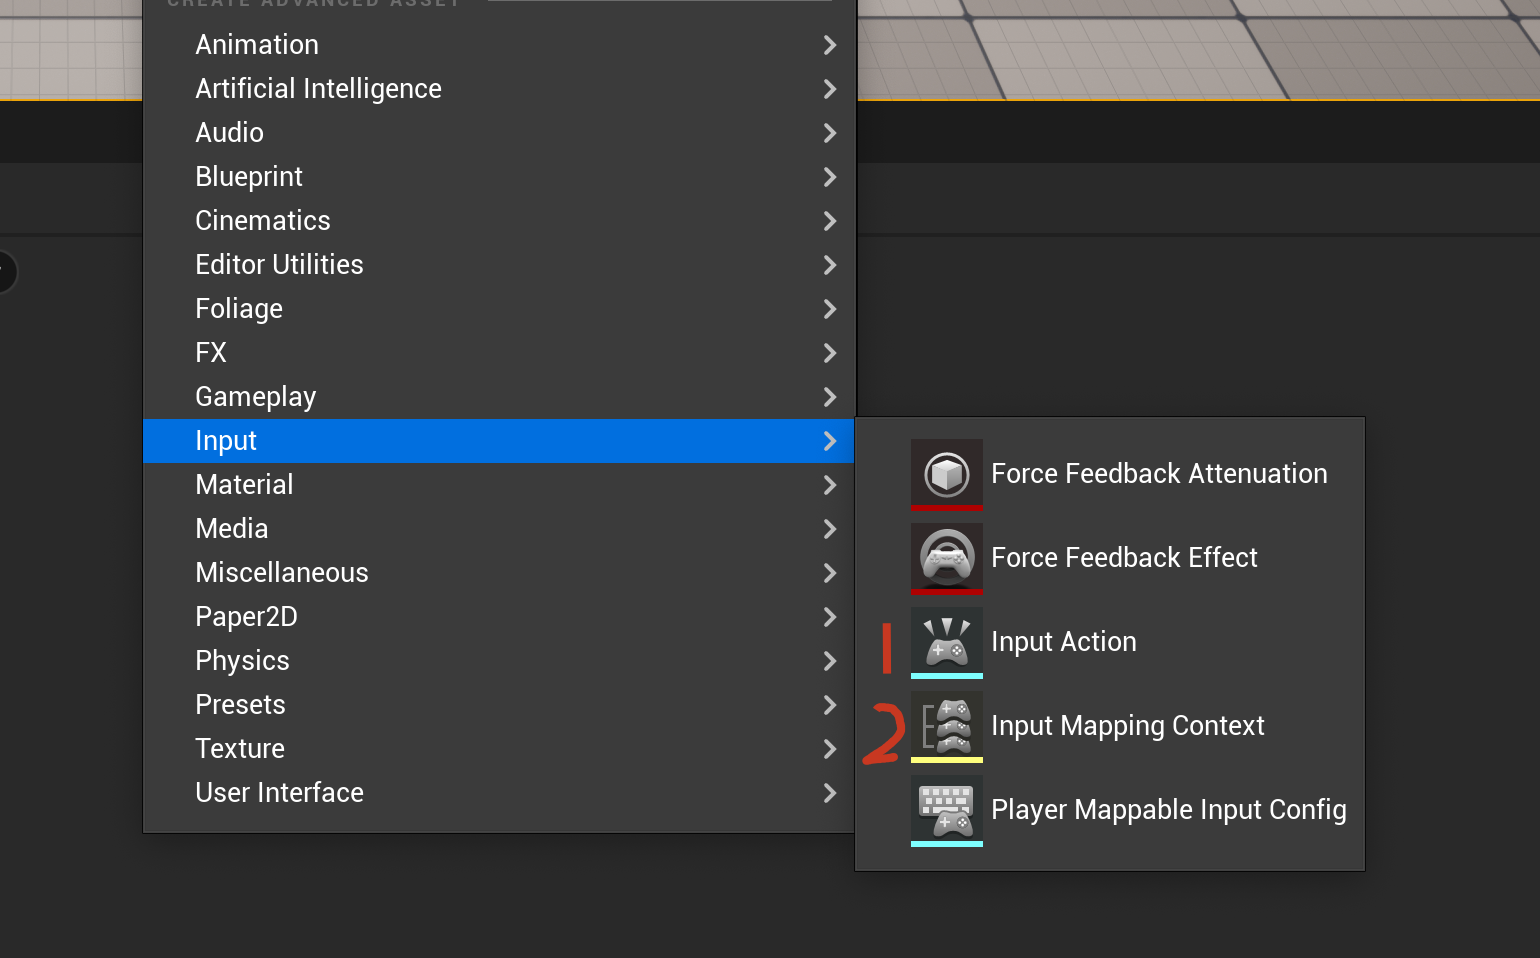 CREATE ADVANCED ASSET
Animation
Artificial Intelligence
Audio
Blueprint
Cinematics
Editor Utilities
Foliage
FX
Gameplay
Input
Material
Media
Miscellaneous
Paper2D
Physics
Presets
Texture
User Interface
Force Feedback Attenuation
Force Feedback Effect
1 Input Action
2 Input Mapping Context
Player Mappable Input Config